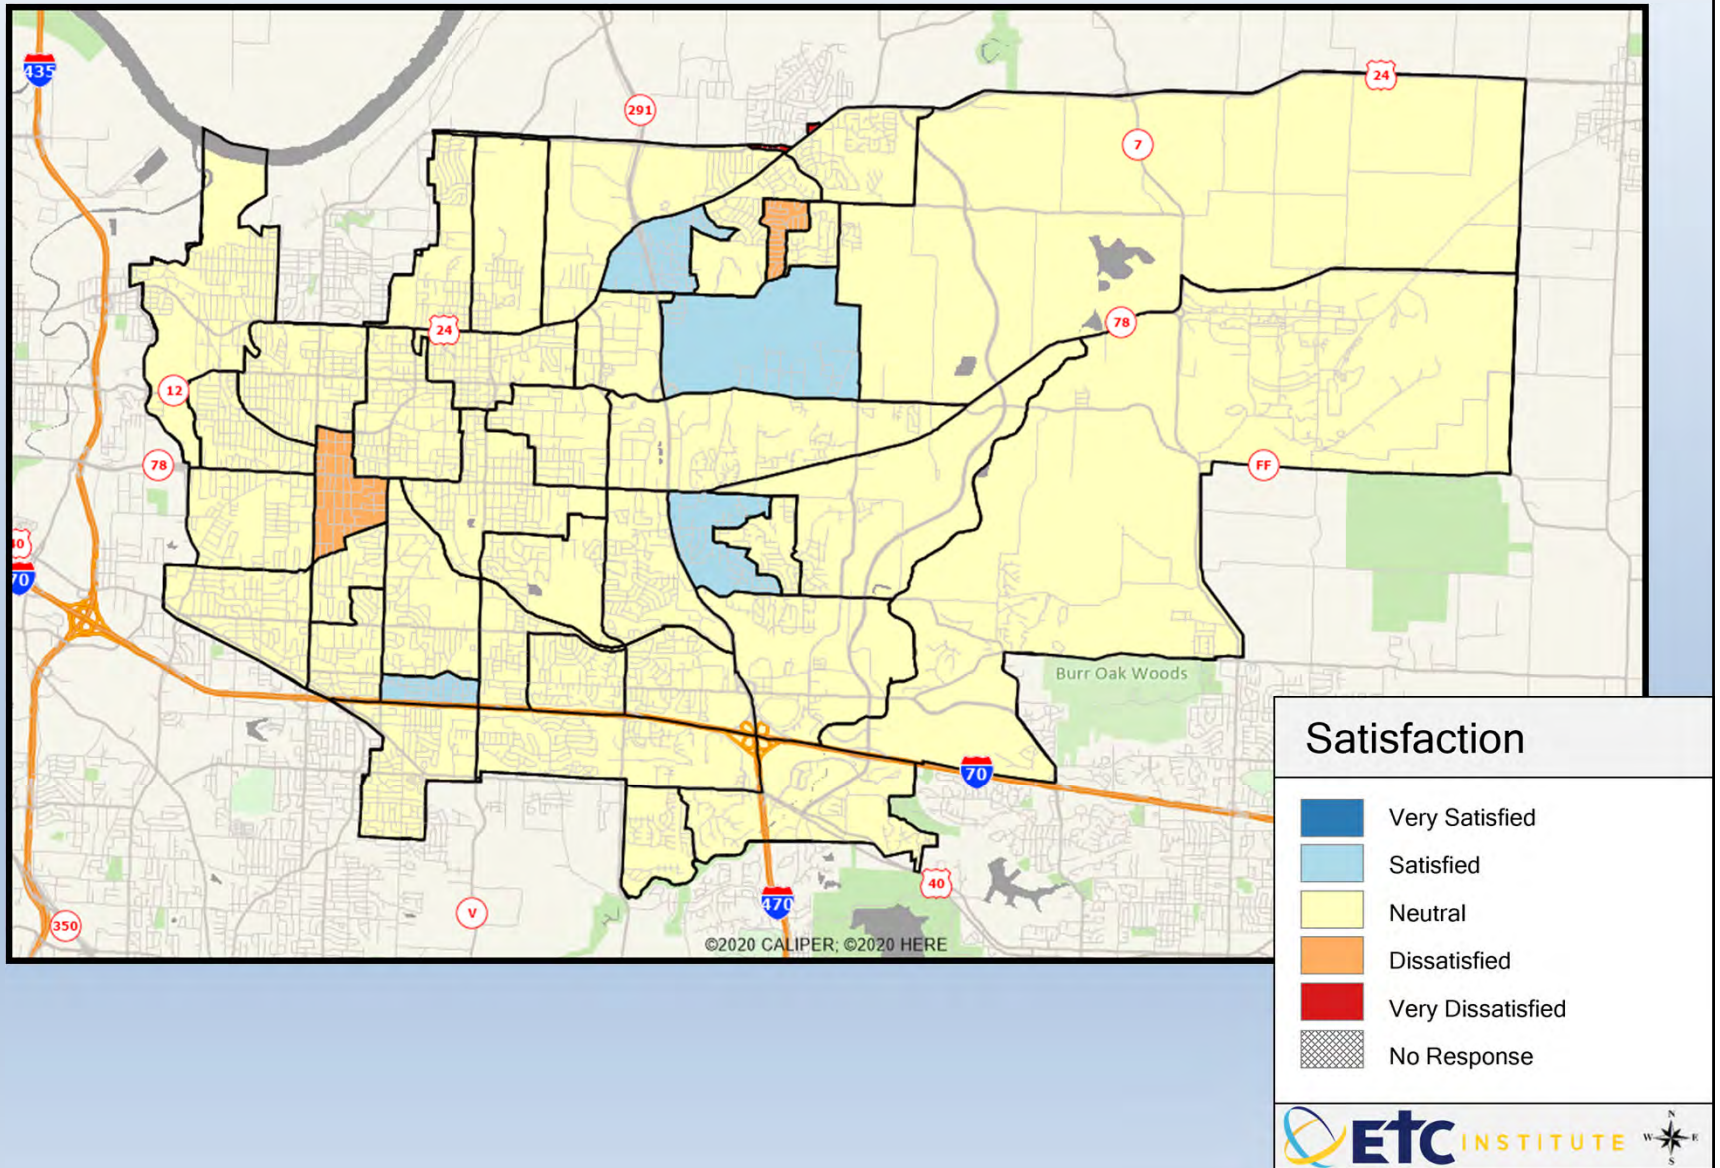 435
291
24
7
24
78
12
78
FF
40
70
Burr Oak Woods
70
40
470
V
350
©2020 CALIPER; ©2020 HERE
Satisfaction
Very Satisfied
Satisfied
Neutral
Dissatisfied
Very Dissatisfied
No Response
ETC INSTITUTE
N
W E
S